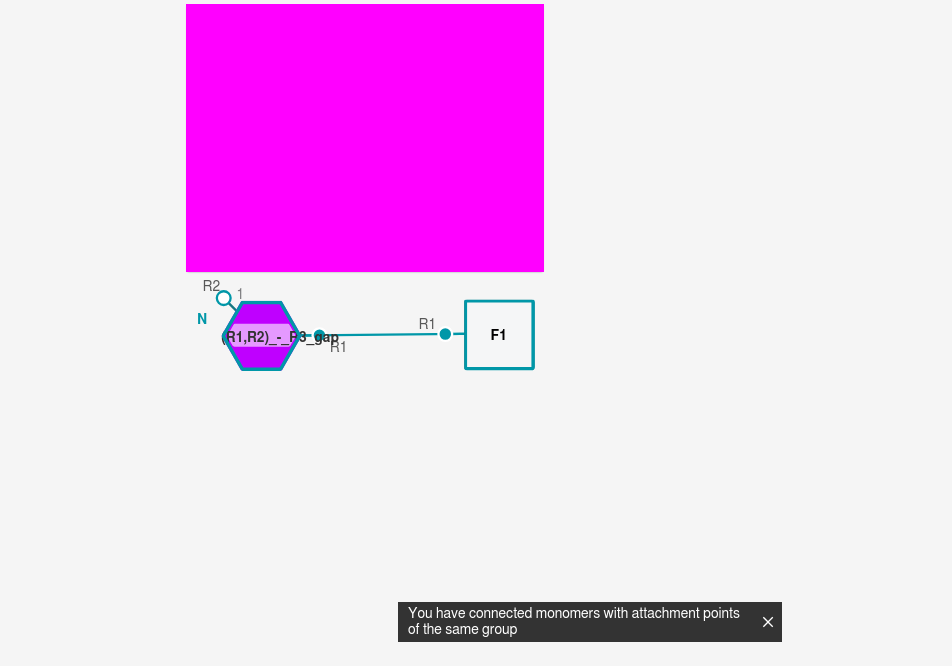 R2
1
N
(R1,R2)_-_R3_gap
R1
R1
F1
You have connected monomers with attachment points
of the same group